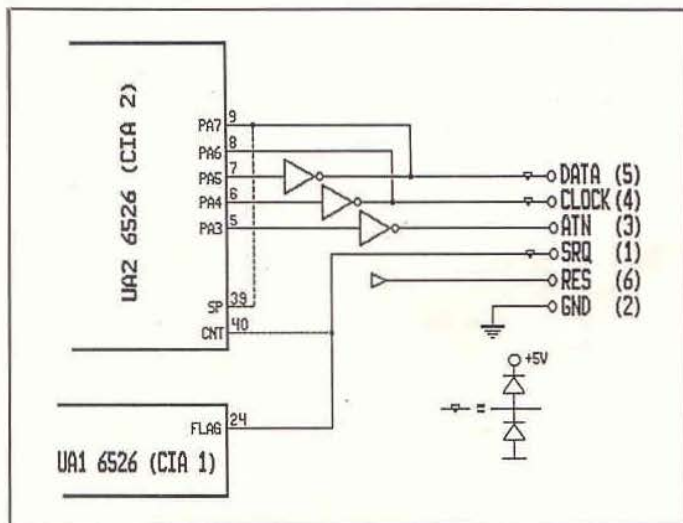 UA2 6526 (CIA 2)
PA7 9
PA6 8
PA5 7
PA4 6
PA3 5
SP 39
CNT 40
DATA (5)
CLOCK (4)
ATN (3)
SRQ (1)
RES (6)
GND (2)
+5V
=
FLAG 24
UA1 6526 (CIA 1)